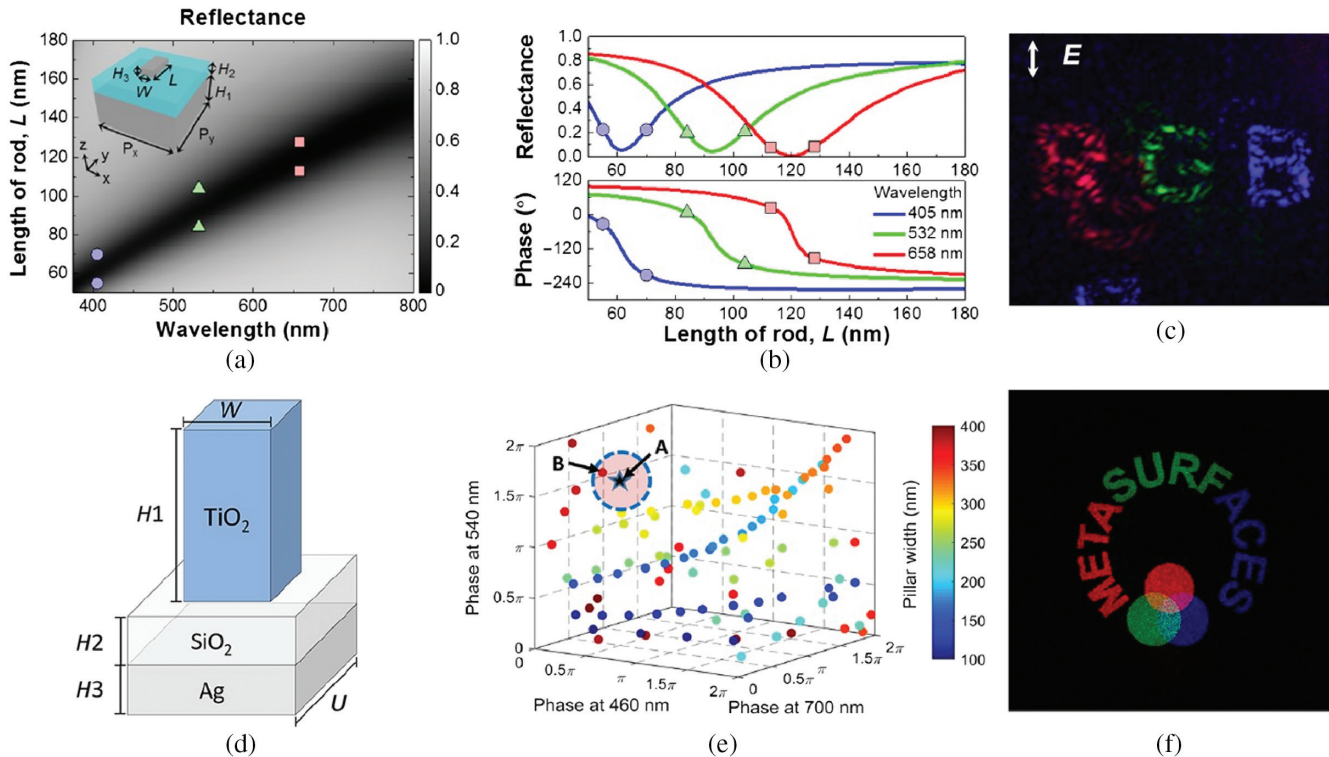 Reflectance
180
160
140
120
100
80
60
Length of rod, L (nm)
400 500 600 700 800
Wavelength (nm)
1.0
0.8
0.6
0.4
0.2
0
H3
W
L
H2
H1
Px
Py
z
y
x
(a)
1.0
0.8
0.6
0.4
0.2
0.0
Reflectance
120
0
−120
−240
Phase (°)
Wavelength
405 nm
532 nm
658 nm
60 80 100 120 140 160 180
Length of rod, L (nm)
(b)
E
R G B
(c)
W
H1
TiO2
H2
SiO2
H3
Ag
U
(d)
2π
1.5π
π
0.5π
0
Phase at 540 nm
B
A
0
0.5π
π
1.5π
2π
Phase at 460 nm
0
0.5π
π
1.5π
2π
Phase at 700 nm
400
350
300
250
200
150
100
Pillar width (nm)
(e)
METASURFACES
(f)